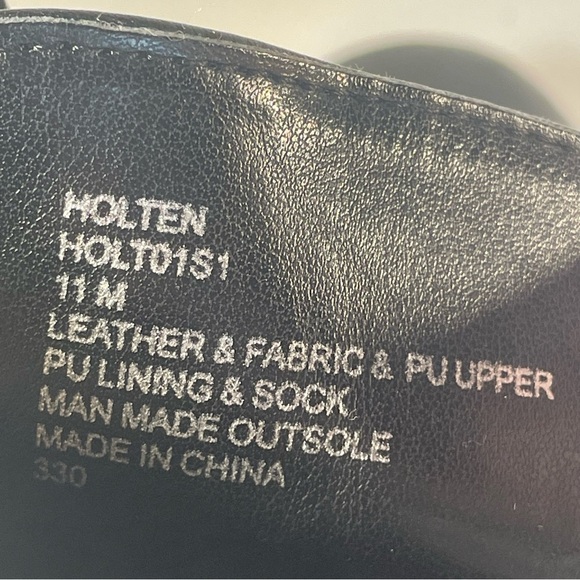 HOLTEN
HOLT01S1
11 M
LEATHER & FABRIC & PU UPPER
PU LINING & SOCK
MAN MADE OUTSOLE
MADE IN CHINA
330